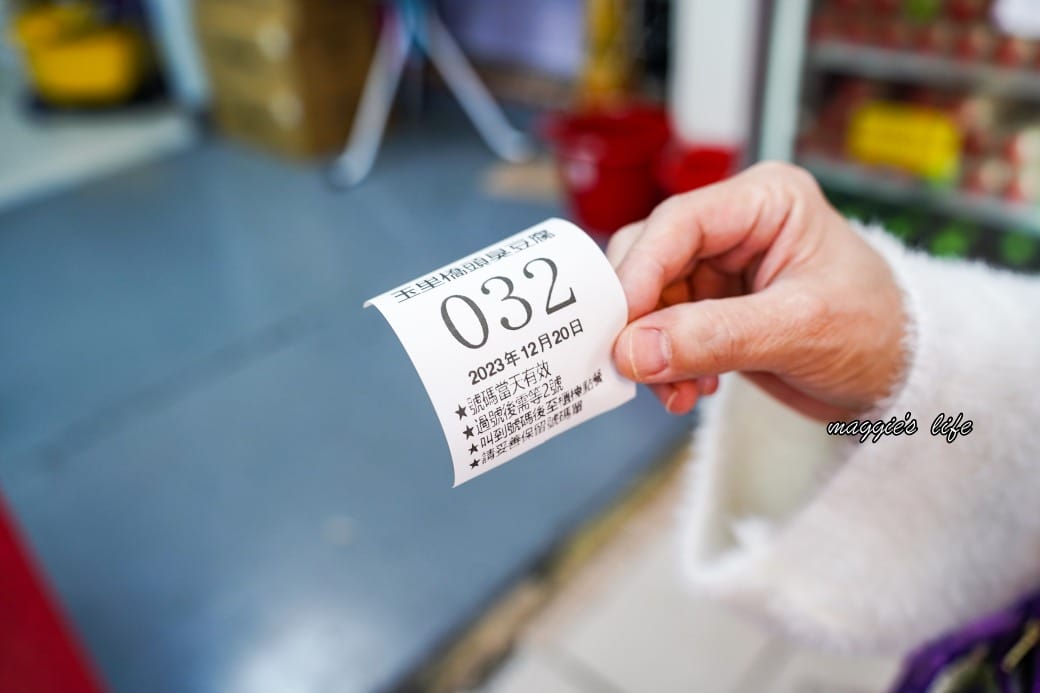 玉里橋頭臭豆腐
032
2023年12月20日
★號碼當天有效
★過號後需等2號
★叫到號碼後至櫃檯點餐
★請妥善保留號碼單
maggie's life